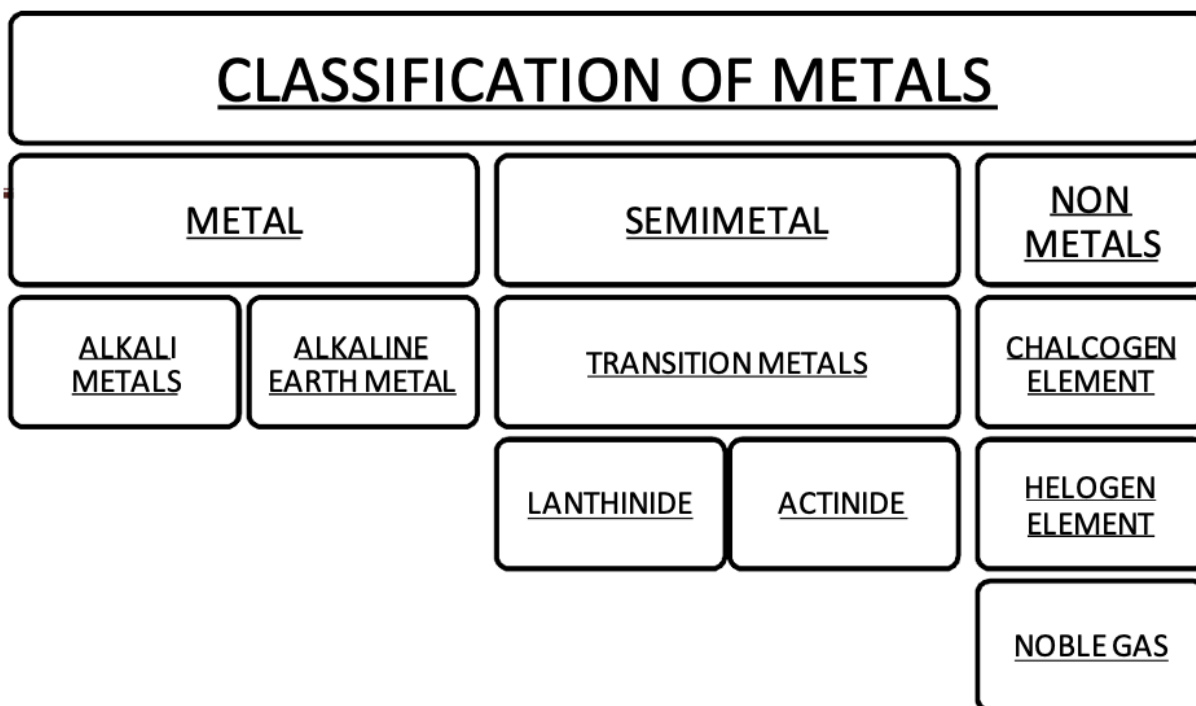 CLASSIFICATION OF METALS
METAL
SEMIMETAL
NON
METALS
ALKALI
METALS
ALKALINE
EARTH METAL
TRANSITION METALS
CHALCOGEN
ELEMENT
LANTHINIDE
ACTINIDE
HELOGEN
ELEMENT
NOBLE GAS